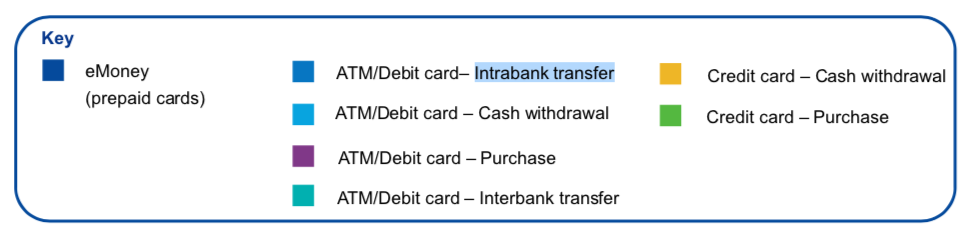 Key
eMoney
(prepaid cards)
ATM/Debit card– Intrabank transfer
ATM/Debit card – Cash withdrawal
ATM/Debit card – Purchase
ATM/Debit card – Interbank transfer
Credit card – Cash withdrawal
Credit card – Purchase